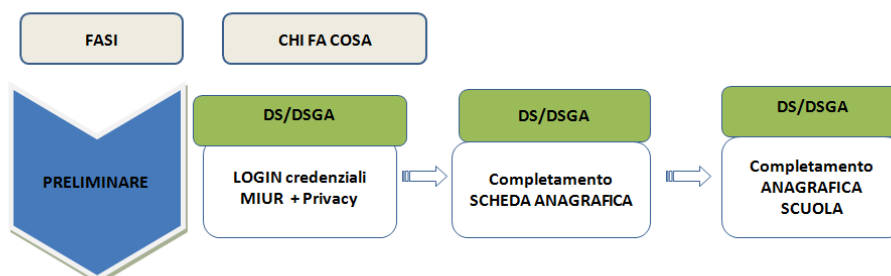 FASI
CHI FA COSA
PRELIMINARE
DS/DSGA
LOGIN credenziali
MIUR + Privacy
DS/DSGA
Completamento
SCHEDA ANAGRAFICA
DS/DSGA
Completamento
ANAGRAFICA
SCUOLA